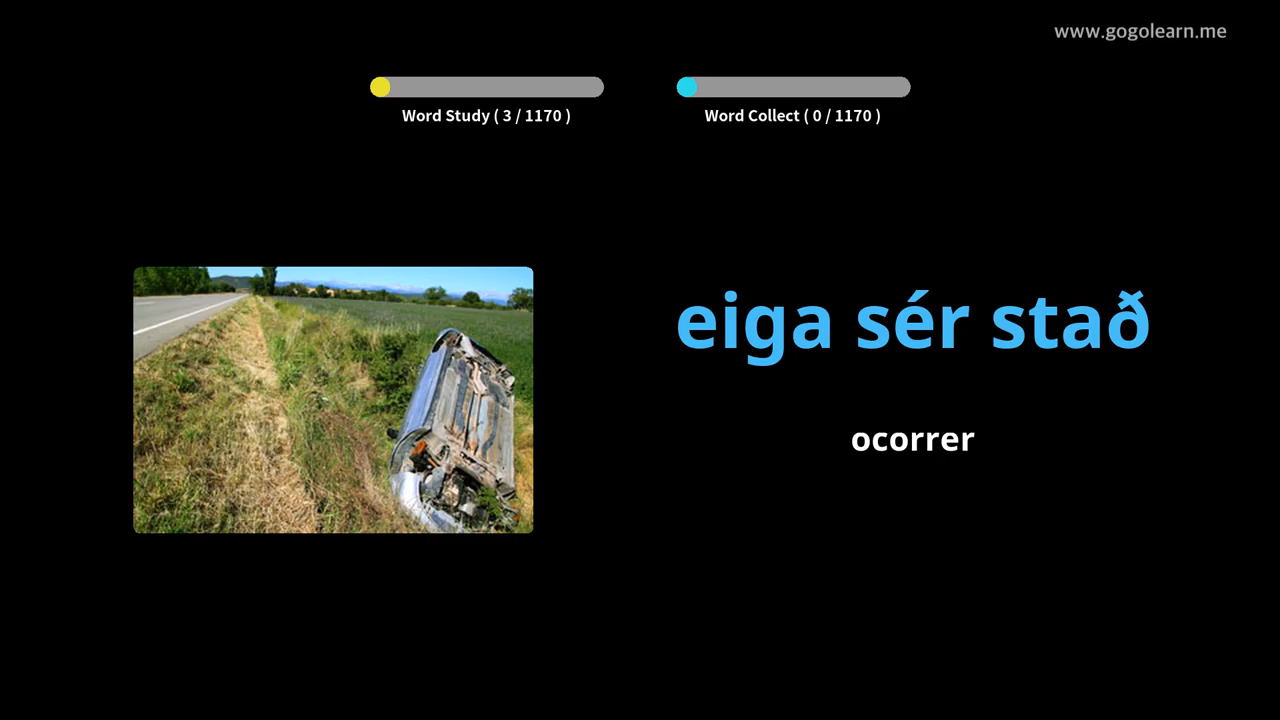 www.gogolearn.me
Word Study ( 3 / 1170 )
Word Collect ( 0 / 1170 )
eiga sér stað
ocorrer